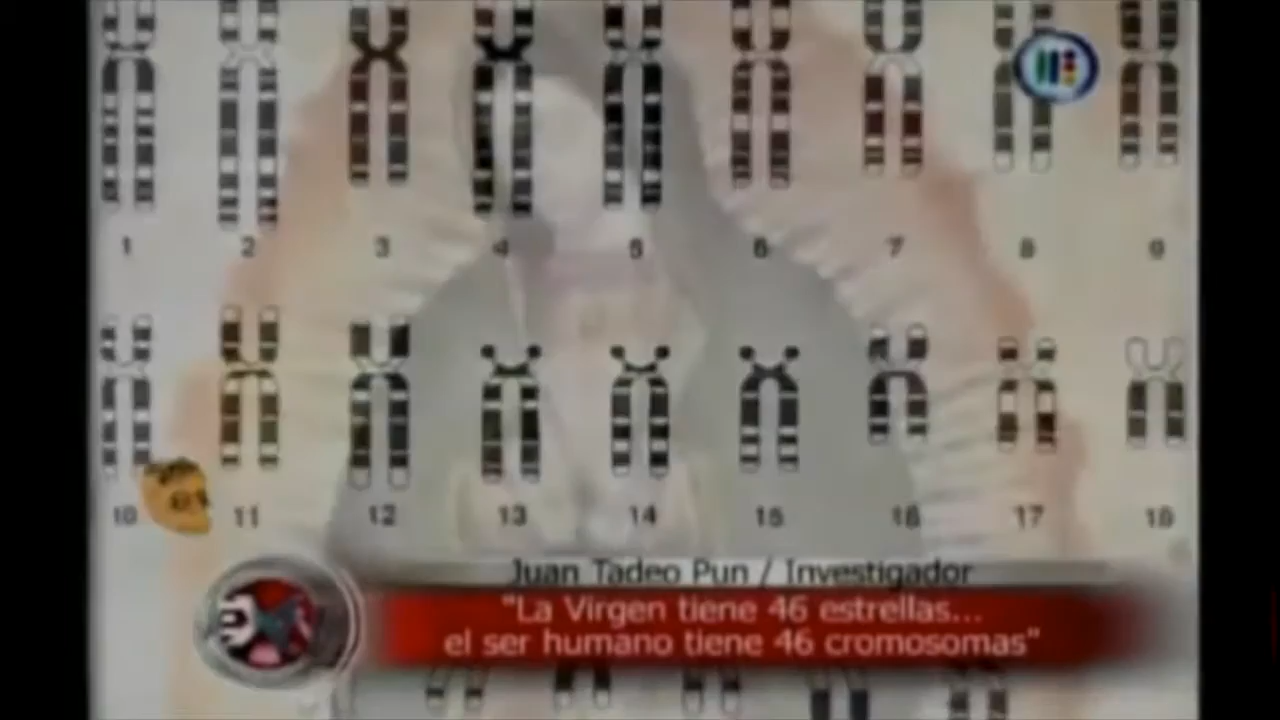 1 2 3 4 5 6 7 8 9
10 11 12 13 14 15 16 17 18
Juan Tadeo Pun / Investigador
"La Virgen tiene 46 estrellas...
el ser humano tiene 46 cromosomas"